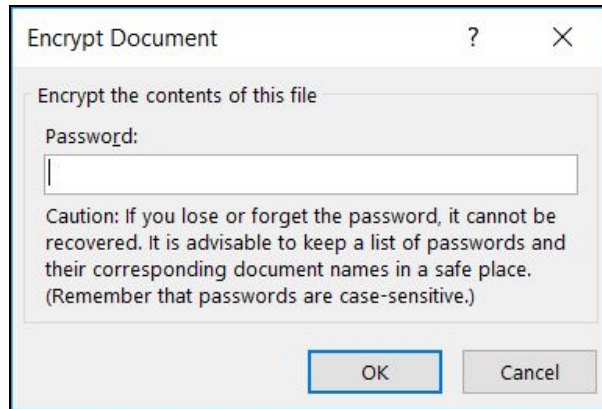 Encrypt Document
Encrypt the contents of this file
Password:
Caution: If you lose or forget the password, it cannot be
recovered. It is advisable to keep a list of passwords and
their corresponding document names in a safe place.
(Remember that passwords are case-sensitive.)
OK Cancel